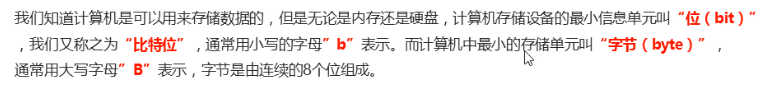 我们知道计算机是可以用来存储数据的，但是无论是内存还是硬盘，计算机存储设备的最小信息单元叫“位（bit）”
，我们又称之为“比特位”，通常用小写的字母”b”表示。而计算机中最小的存储单元叫“字节（byte）”，
通常用大写字母”B”表示，字节是由连续的8个位组成。